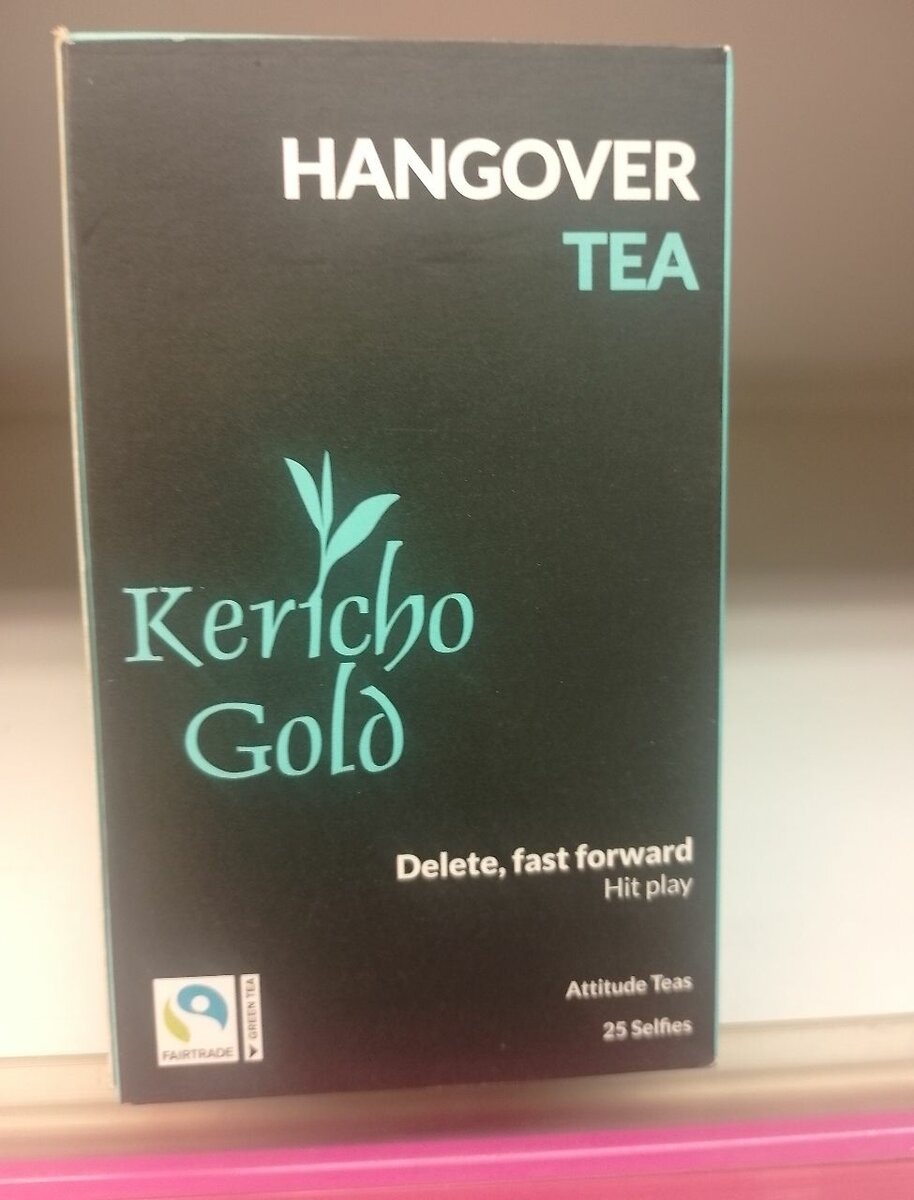 HANGOVER
TEA
Kericho
Gold
Delete, fast forward
Hit play
Attitude Teas
25 Selfies
FAIRTRADE
GREEN TEA